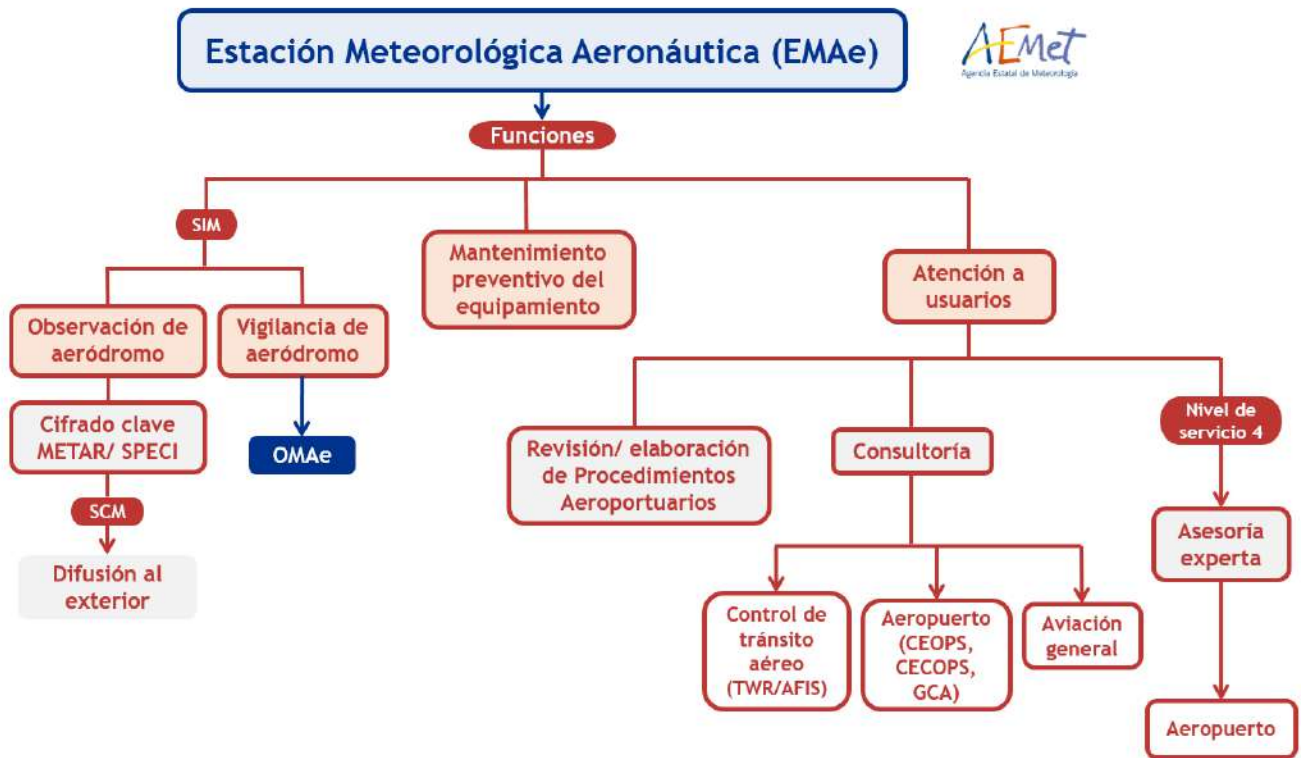 Estación Meteorológica Aeronáutica (EMAe)
AEMet
Agencia Estatal de Meteorología
Funciones
SIM
Mantenimiento
preventivo del
equipamiento
Atención a
usuarios
Observación de
aeródromo
Vigilancia de
aeródromo
Cifrado clave
METAR/ SPECI
OMAe
SCM
Difusión al
exterior
Revisión/ elaboración
de Procedimientos
Aeroportuarios
Consultoría
Nivel de
servicio 4
Asesoría
experta
Control de
tránsito
aéreo
(TWR/AFIS)
Aeropuerto
(CEOPS,
CECOPS,
GCA)
Aviación
general
Aeropuerto